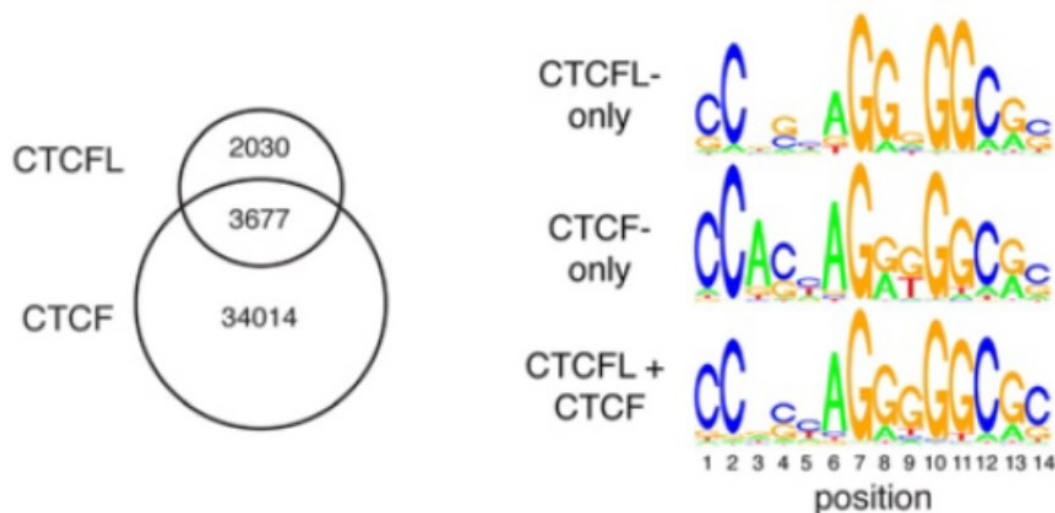 CTCFL
2030
3677
CTCF
34014
CTCFL-
only
CTCF-
only
CTCFL +
CTCF
1 2 3 4 5 6 7 8 9 10 11 12 13 14
position